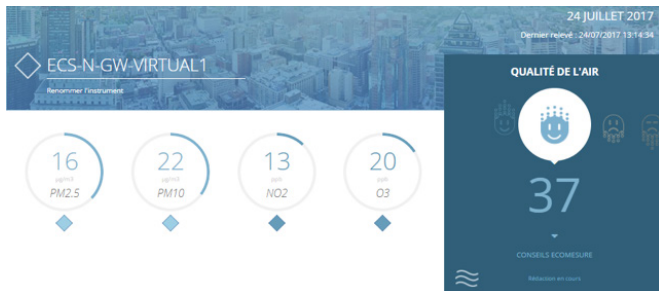 24 JUILLET 2017
Dernier relevé : 24/07/2017 13:14:34
ECS-N-GW-VIRTUAL1
Renommer l'instrument
QUALITÉ DE L'AIR
16
µg/m3
PM2.5
22
µg/m3
PM10
13
ppb
NO2
20
ppb
O3
37
CONSEILS ECOMESURE
Rédaction en cours